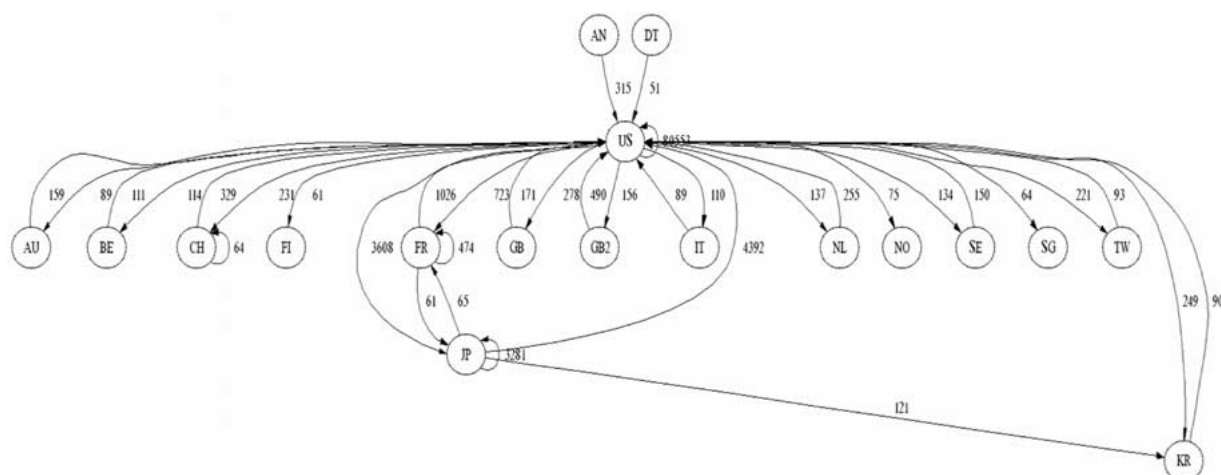 AN DT
315 51
US 80553
159 89 111 114 329 231 61 1026 723 171 278 490 156 89 110 137 255 75 134 150 64 221 93
AU BE CH 64 FI 3608 FR 474 GB GB2 IT 4392 NL NO SE SG TW
61 65 249 90
JP 3281
121
KR